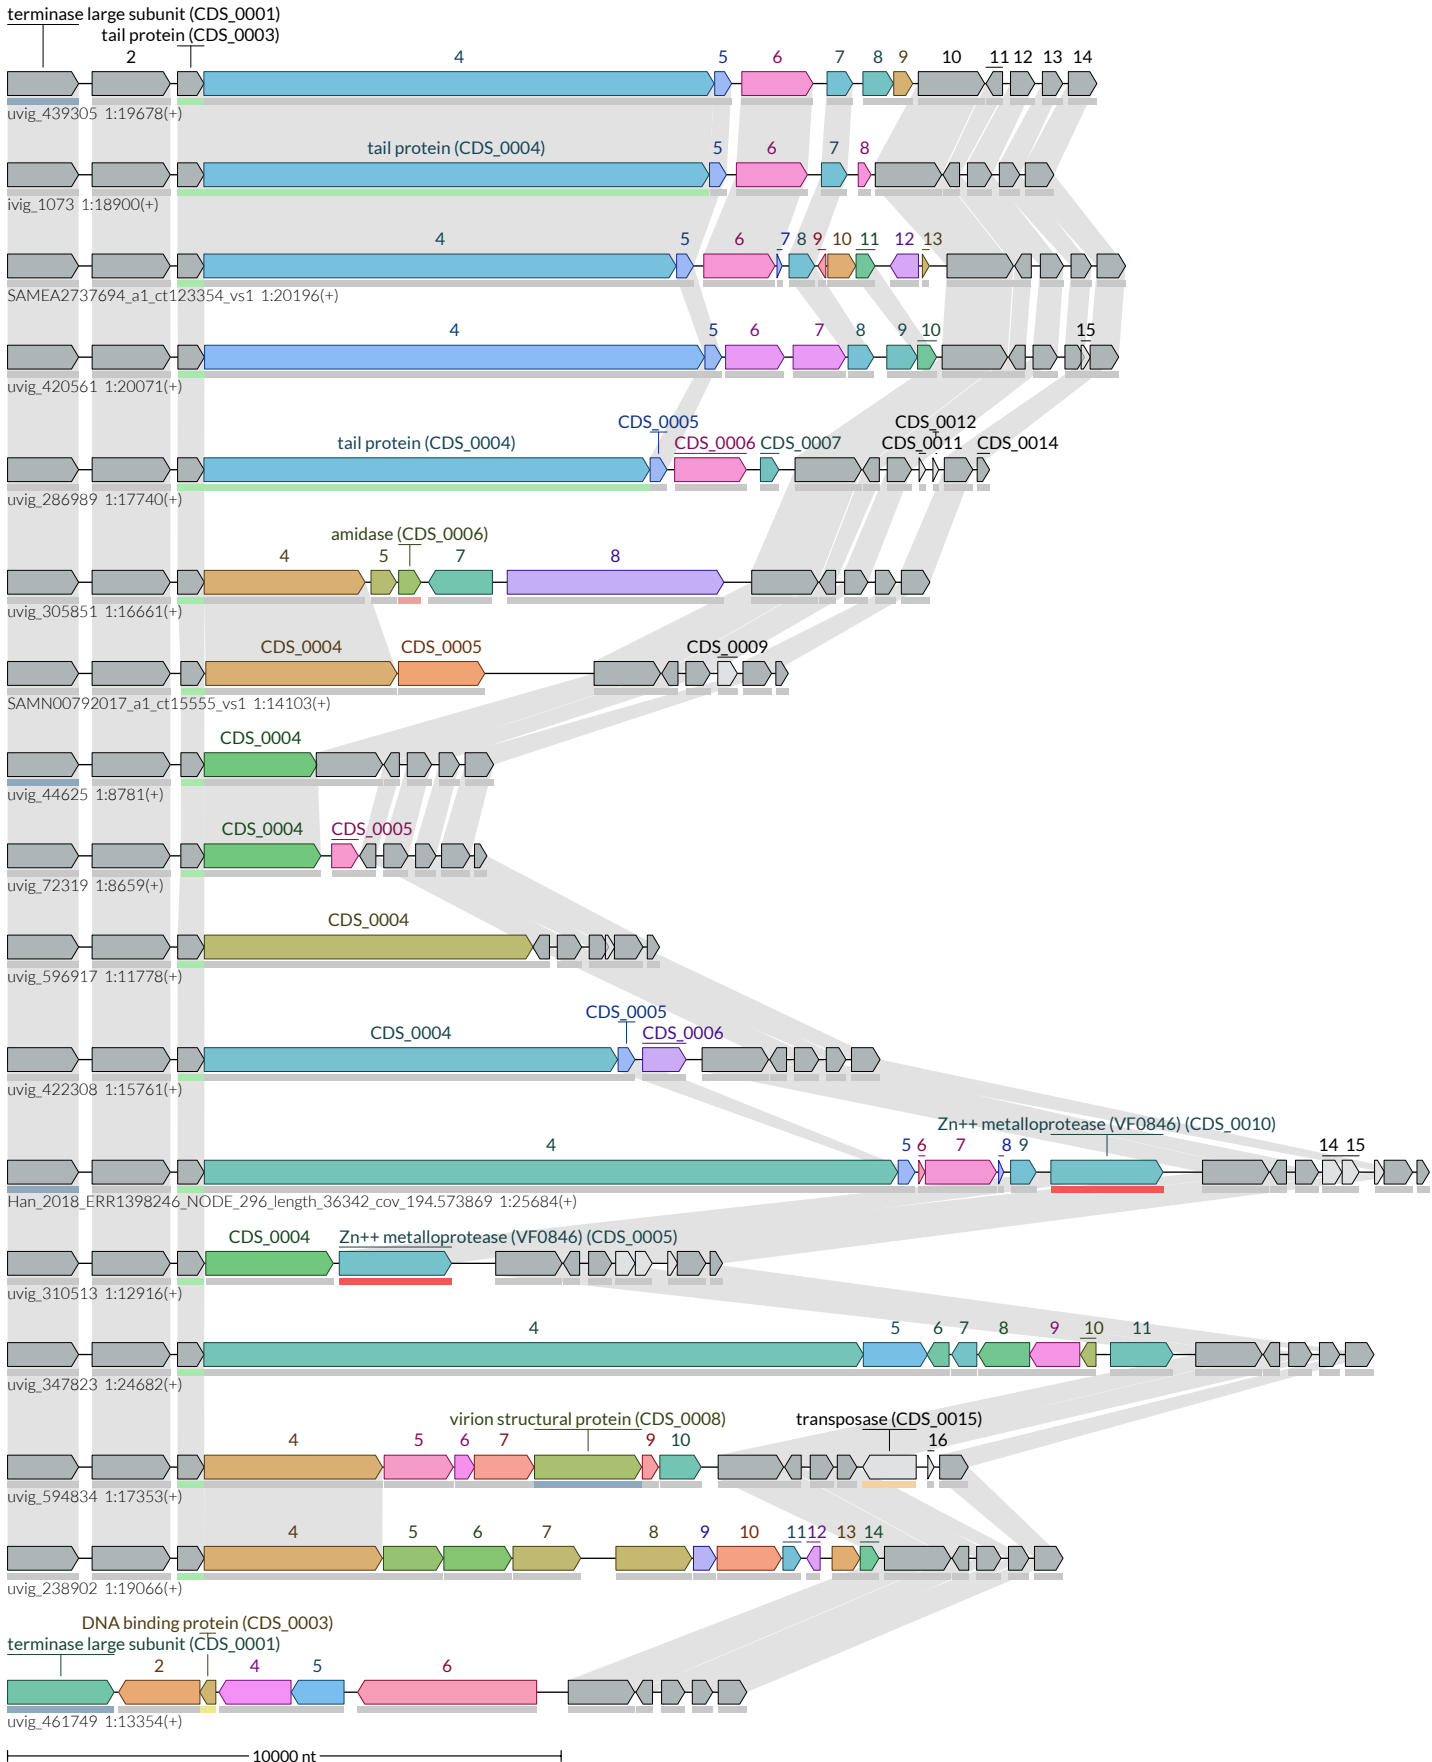 terminase large subunit (CDS_0001)
tail protein (CDS_0003)
2 4 5 6 7 8 9 10 11 12 13 14
uvig_439305 1:19678(+)
tail protein (CDS_0004) 5 6 7 8
ivig_1073 1:18900(+)
4 5 6 7 8 9 10 11 12 13
SAMEA2737694_a1_ct123354_vs1 1:20196(+)
4 5 6 7 8 9 10 15
uvig_420561 1:20071(+)
CDS_0005 CDS_0012
tail protein (CDS_0004) CDS_0006 CDS_0007 CDS_0011 CDS_0014
uvig_286989 1:17740(+)
amidase (CDS_0006)
4 5 7 8
uvig_305851 1:16661(+)
CDS_0004 CDS_0005 CDS_0009
SAMN00792017_a1_ct15555_vs1 1:14103(+)
CDS_0004
uvig_44625 1:8781(+)
CDS_0004 CDS_0005
uvig_72319 1:8659(+)
CDS_0004
uvig_596917 1:11778(+)
CDS_0005
CDS_0004 CDS_0006
uvig_422308 1:15761(+)
Zn++ metalloprotease (VF0846) (CDS_0010)
4 5 6 7 8 9 14 15
Han_2018_ERR1398246_NODE_296_length_36342_cov_194.573869 1:25684(+)
CDS_0004 Zn++ metalloprotease (VF0846) (CDS_0005)
uvig_310513 1:12916(+)
4 5 6 7 8 9 10 11
uvig_347823 1:24682(+)
virion structural protein (CDS_0008) transposase (CDS_0015)
4 5 6 7 9 10 16
uvig_594834 1:17353(+)
4 5 6 7 8 9 10 11 12 13 14
uvig_238902 1:19066(+)
DNA binding protein (CDS_0003)
terminase large subunit (CDS_0001)
2 4 5 6
uvig_461749 1:13354(+)
10000 nt